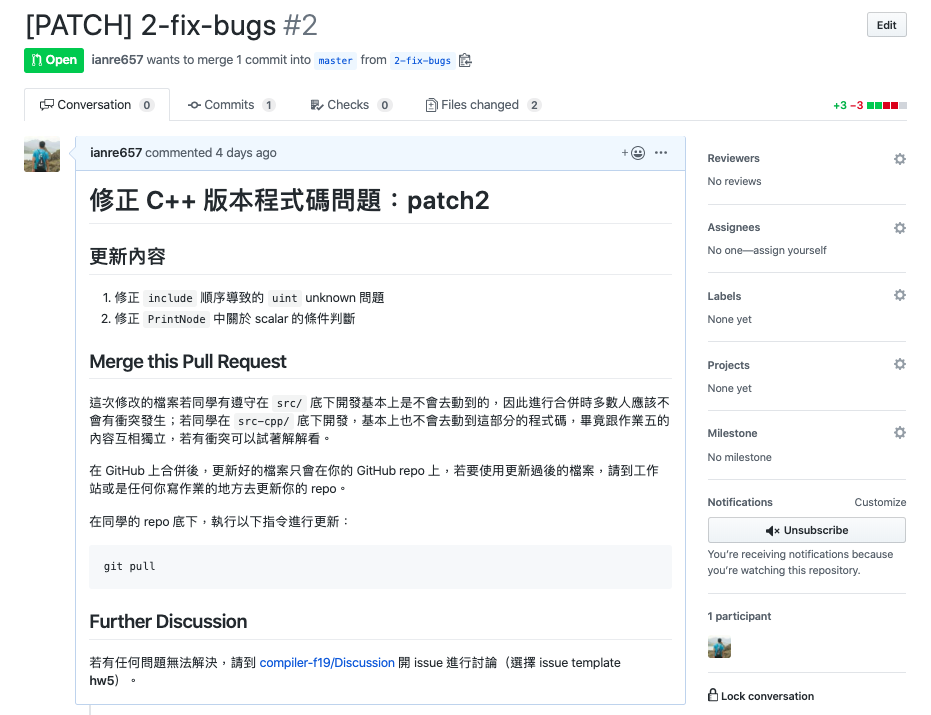 [PATCH] 2-fix-bugs #2
Edit
Open ianre657 wants to merge 1 commit into master from 2-fix-bugs
Conversation 0 Commits 1 Checks 0 Files changed 2 +3 −3
ianre657 commented 4 days ago
修正 C++ 版本程式碼問題：patch2
更新內容
1. 修正 include 順序導致的 uint unknown 問題
2. 修正 PrintNode 中關於 scalar 的條件判斷
Merge this Pull Request
這次修改的檔案若同學有遵守在 src/ 底下開發基本上是不會去動到的，因此進行合併時多數人應該不
會有衝突發生；若同學在 src-cpp/ 底下開發，基本上也不會去動到這部分的程式碼，畢竟跟作業五的
內容互相獨立，若有衝突可以試著解解看。
在 GitHub 上合併後，更新好的檔案只會在你的 GitHub repo 上，若要使用更新過後的檔案，請到工作
站或是任何你寫作業的地方去更新你的 repo。
在同學的 repo 底下，執行以下指令進行更新：
git pull
Further Discussion
若有任何問題無法解決，請到 compiler-f19/Discussion 開 issue 進行討論（選擇 issue template
hw5）。
Reviewers
No reviews
Assignees
No one—assign yourself
Labels
None yet
Projects
None yet
Milestone
No milestone
Notifications Customize
Unsubscribe
You're receiving notifications because
you're watching this repository.
1 participant
Lock conversation